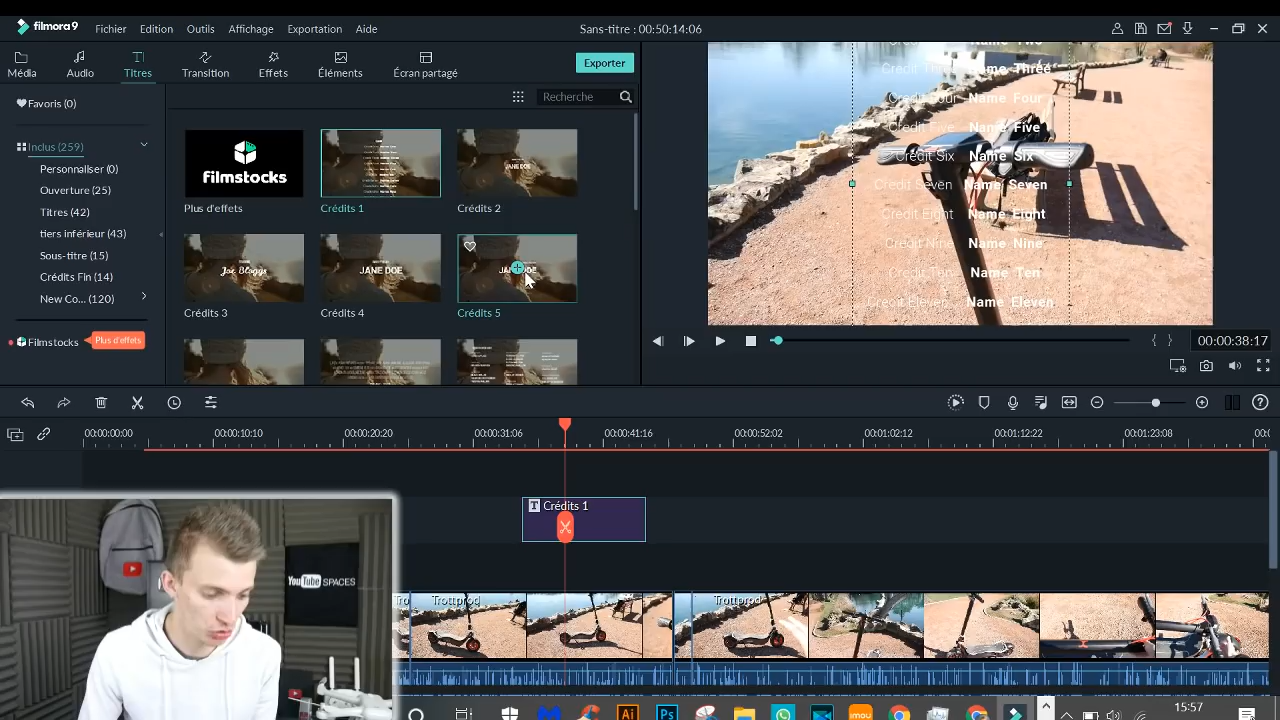 filmora9
Fichier Edition Outils Affichage Exportation Aide
Sans-titre : 00:50:14:06
Média
Audio
Titres
Transition
Effets
Éléments
Écran partagé
Exporter
Favoris (0)
Recherche
Inclus (259)
Personnaliser (0)
Ouverture (25)
Titres (42)
tiers inférieur (43)
Sous-titre (15)
Crédits Fin (14)
New Co... (120)
Filmstocks
Plus d'effets
filmstocks
Plus d'effets
Crédits 1
JANE DOE
Crédits 2
Joe Bloggs
Crédits 3
JANE DOE
Crédits 4
Crédits 5
Credit Three Name Three
Credit Four Name Four
Credit Five Name Five
Credit Six Name Six
Credit Seven Name Seven
Credit Eight Name Eight
Credit Nine Name Nine
Credit Ten Name Ten
Credit Eleven Name Eleven
00:00:38:17
00:00:00:00
00:00:10:10
00:00:20:20
00:00:31:06
00:00:41:16
00:00:52:02
00:01:02:12
00:01:12:22
00:01:23:08
T Crédits 1
Trottprod
Trottprod
YouTube SPACES
Ai
Ps
imou
15:57